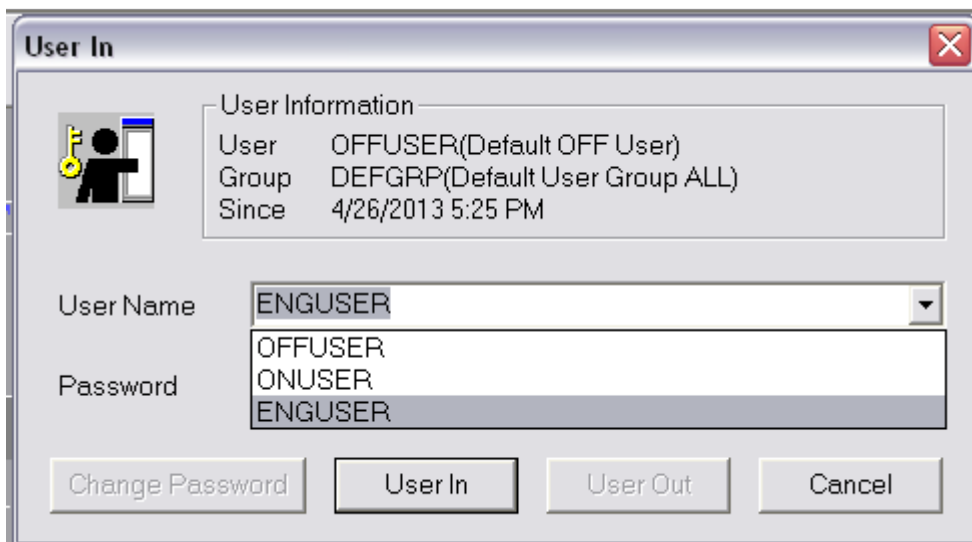 User In
User Information
User OFFUSER(Default OFF User)
Group DEFGRP(Default User Group ALL)
Since 4/26/2013 5:25 PM
User Name ENGUSER
OFFUSER
Password ONUSER
ENGUSER
Change Password User In User Out Cancel